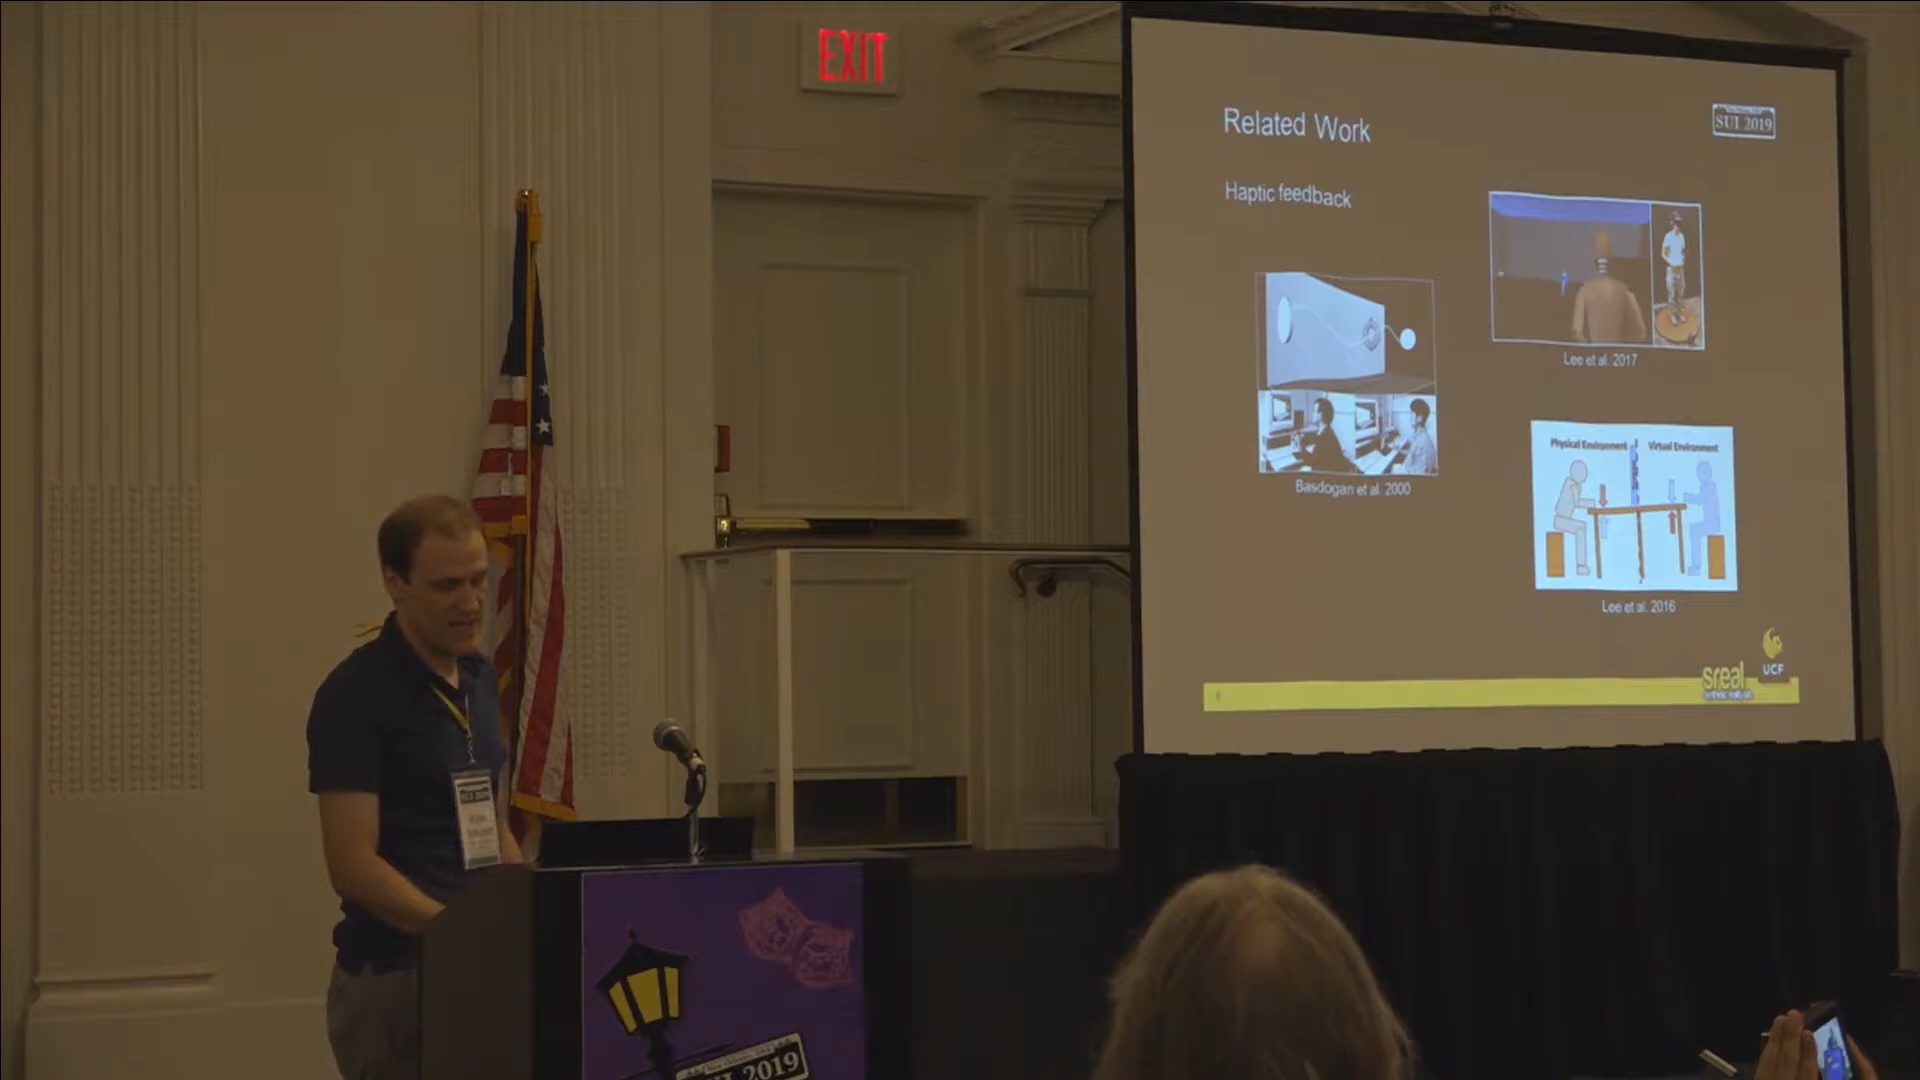 EXIT
Related Work
SUI 2019
Haptic feedback
Lee et al. 2017
Basdogan et al. 2000
Physical Environment
Virtual Environment
Lee et al. 2016
sreal
UCF
2019